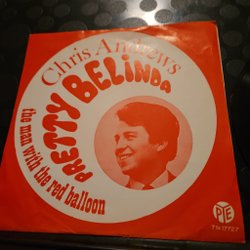 Chris Andrews
PRETTY BELINDA
the man with the red balloon
PYE